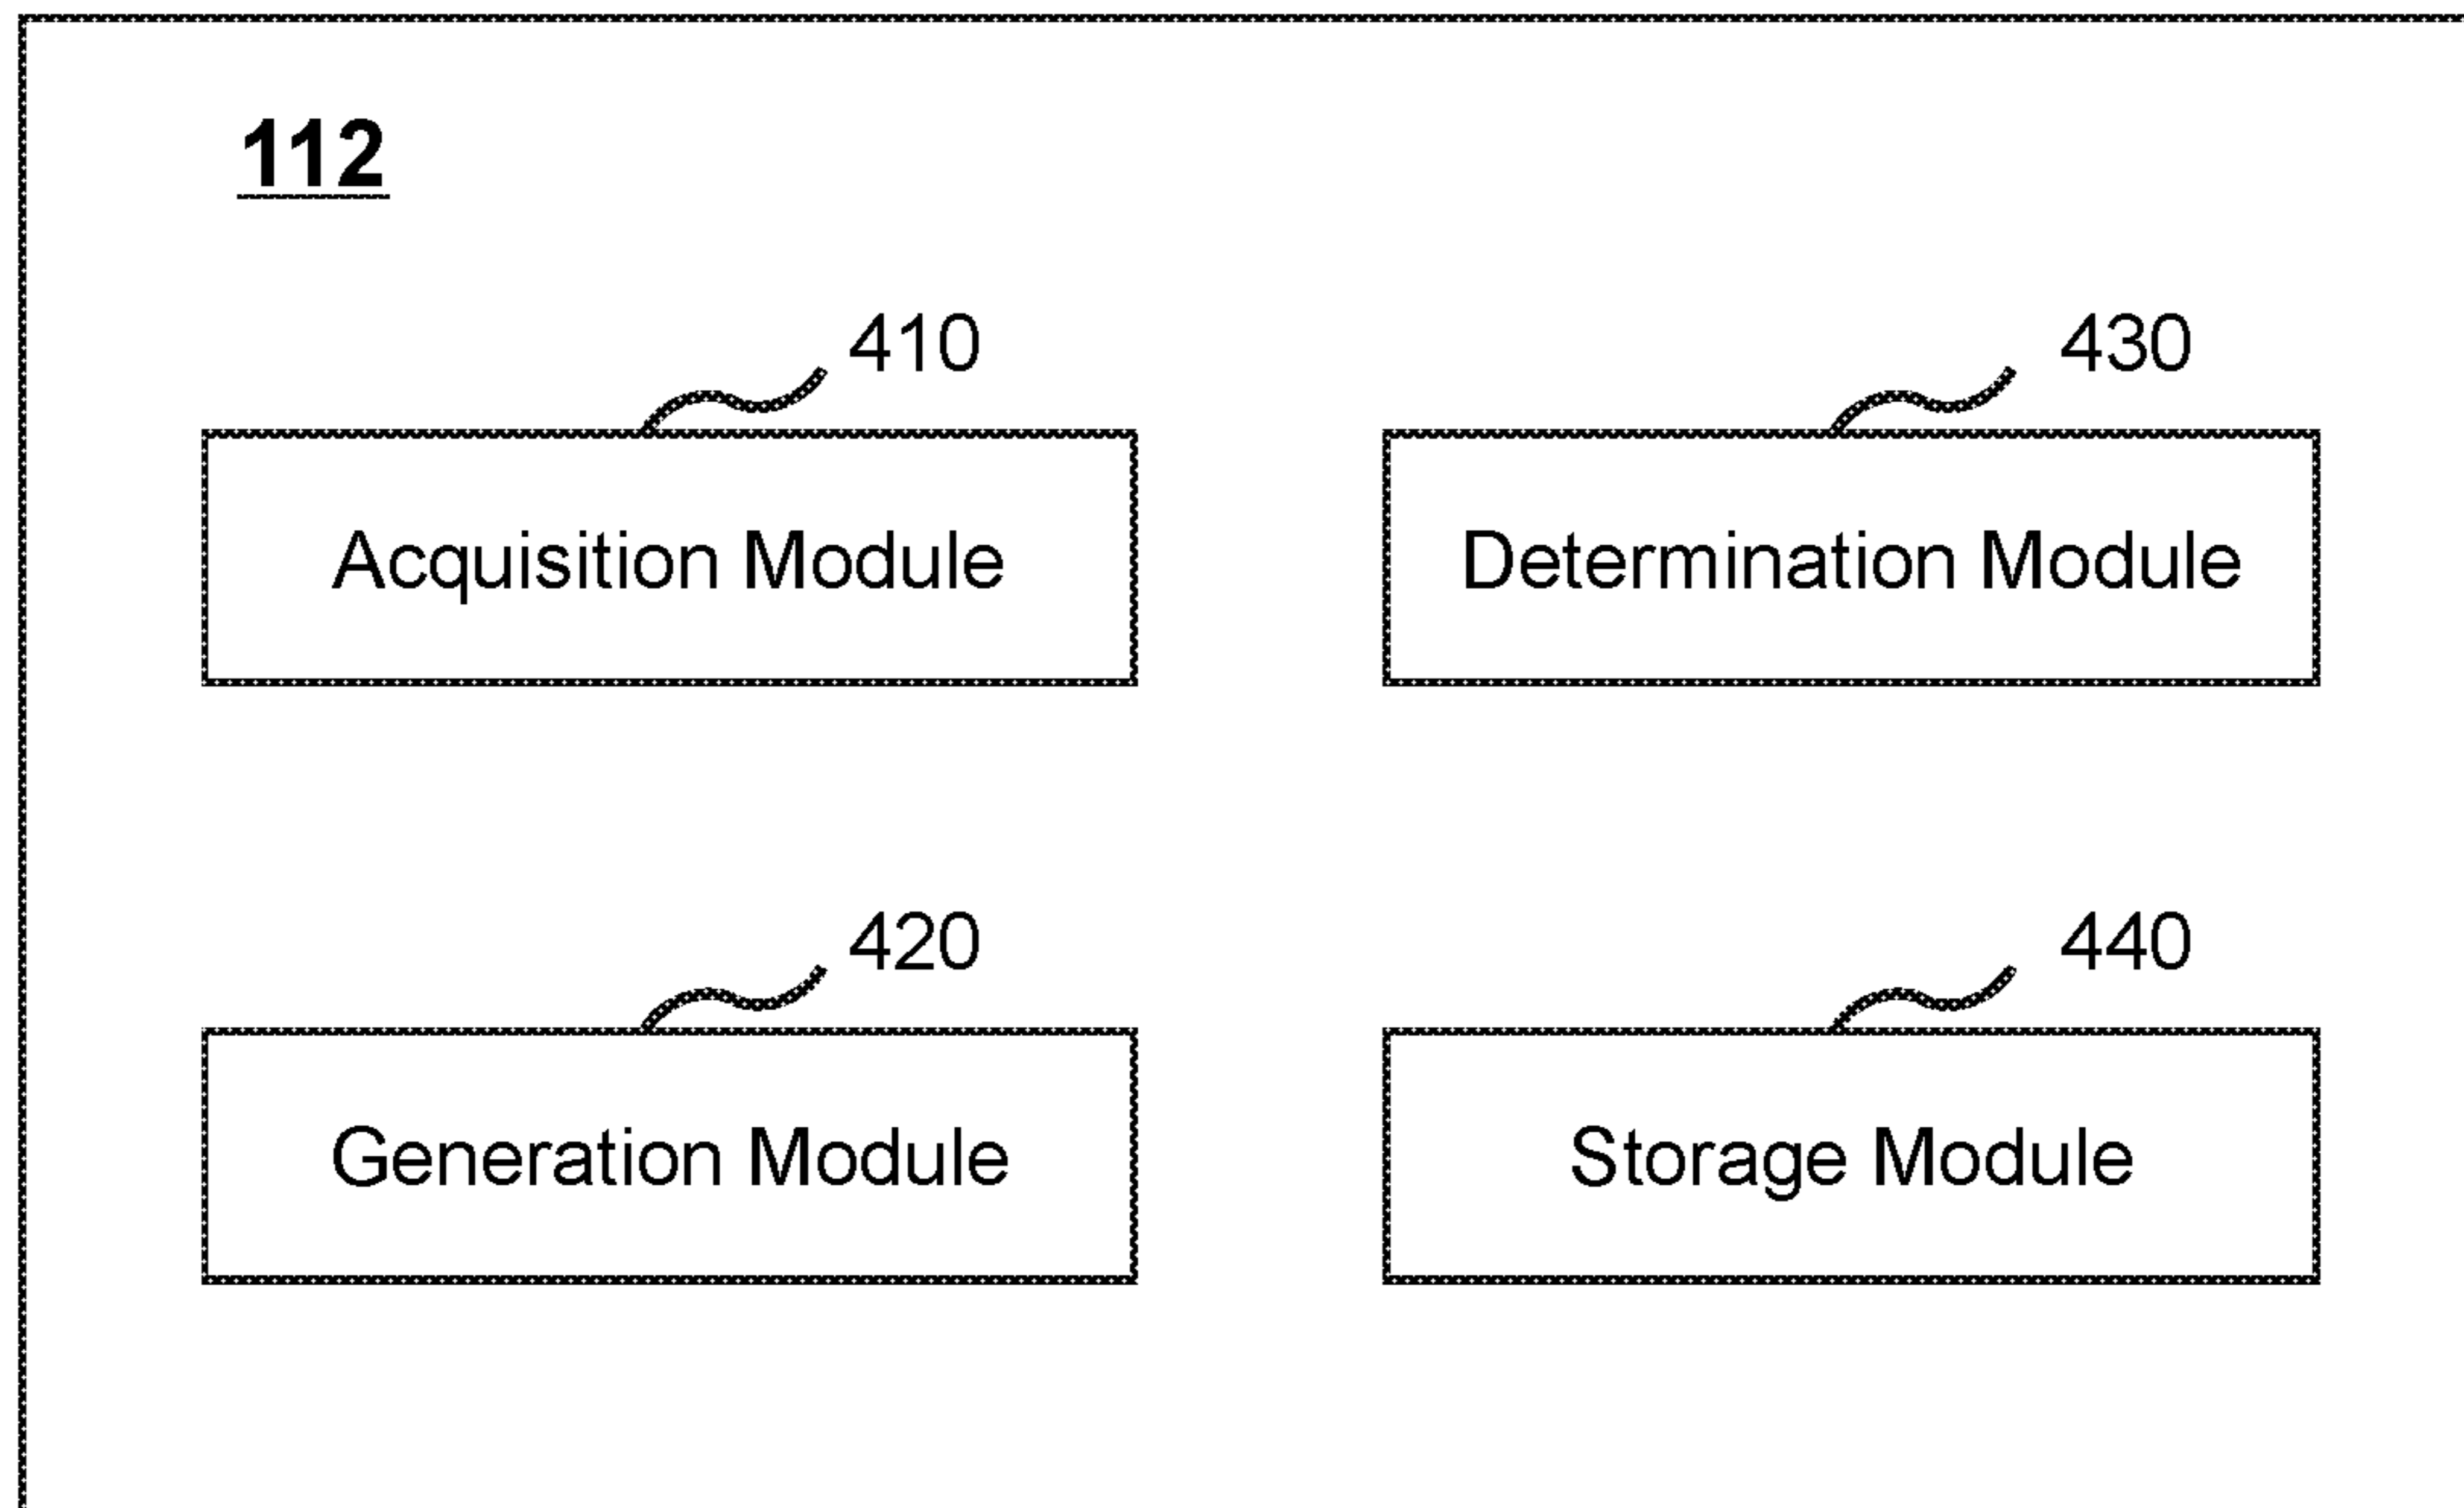 112
410
430
Acquisition Module
Determination Module
420
440
Generation Module
Storage Module